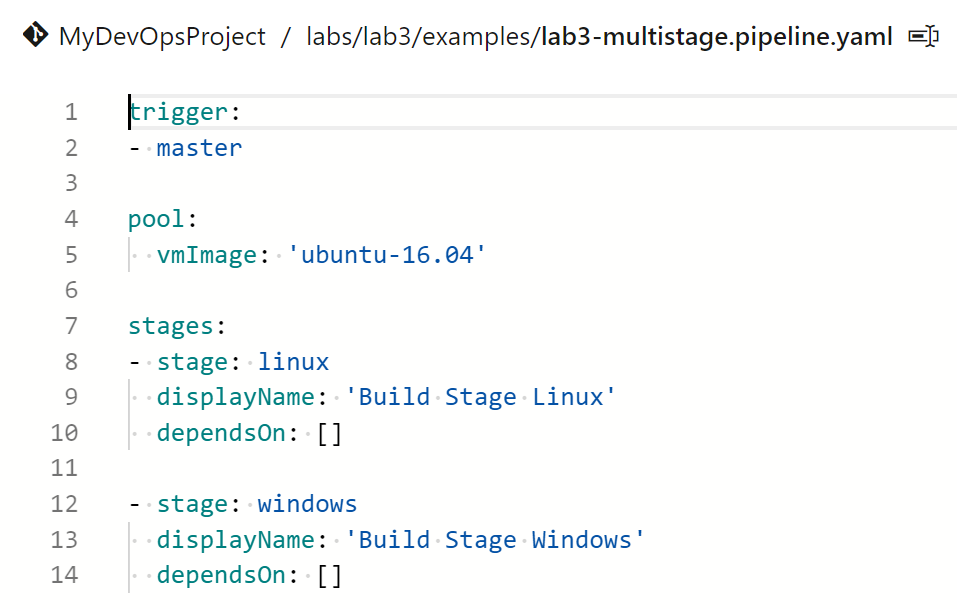 MyDevOpsProject / labs/lab3/examples/lab3-multistage.pipeline.yaml
1 trigger:
2 - master
3
4 pool:
5   vmImage: 'ubuntu-16.04'
6
7 stages:
8 - stage: linux
9   displayName: 'Build Stage Linux'
10   dependsOn: []
11
12 - stage: windows
13   displayName: 'Build Stage Windows'
14   dependsOn: []